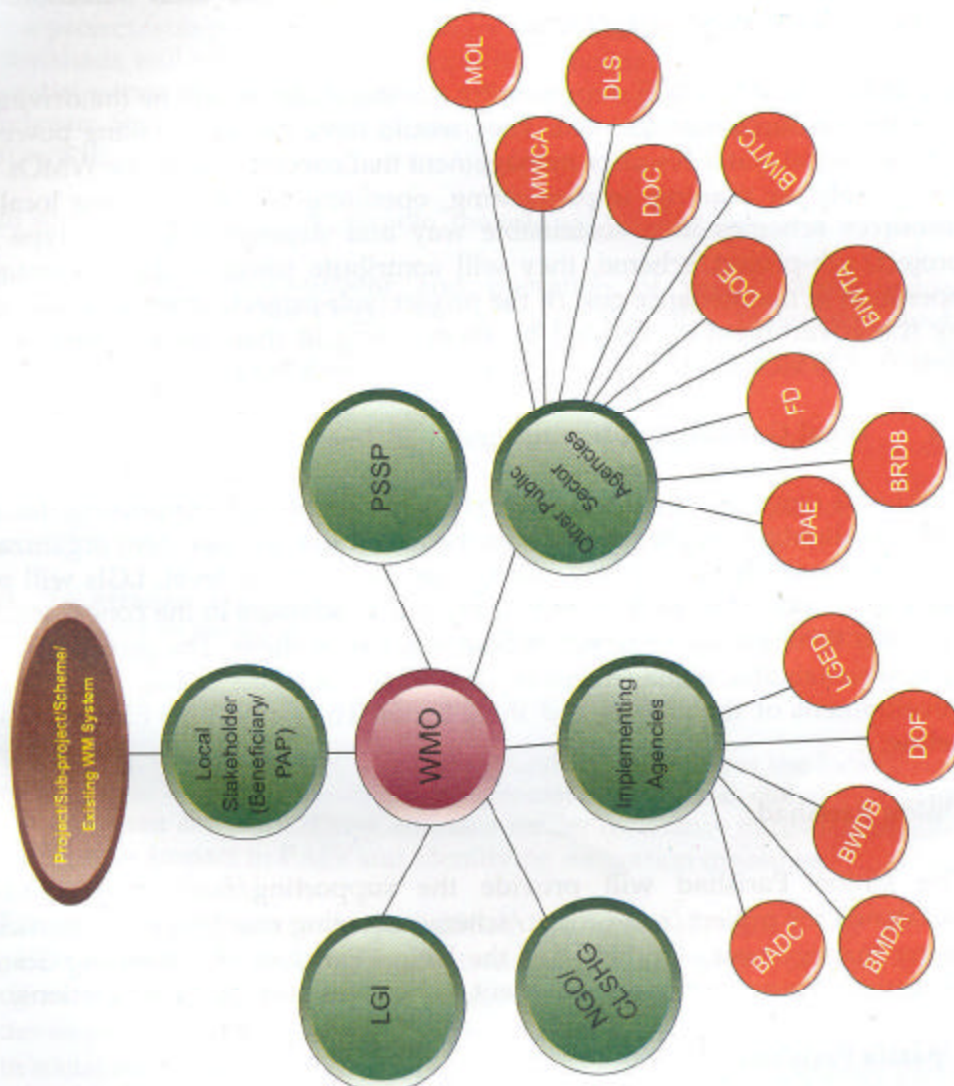 Project/Sub-project/Scheme/
Existing WM System
Local
Stakeholder
(Beneficiary/
PAP)
LGI
PSSP
WMO
NGO/
CLSHG
Implementing
Agencies
Other Public
Sector
Agencies
MOL
MWCA
DLS
DOC
BIWTC
DOE
BIWTA
FD
BRDB
DAE
BADC
BMDA
BWDB
DOF
LGED